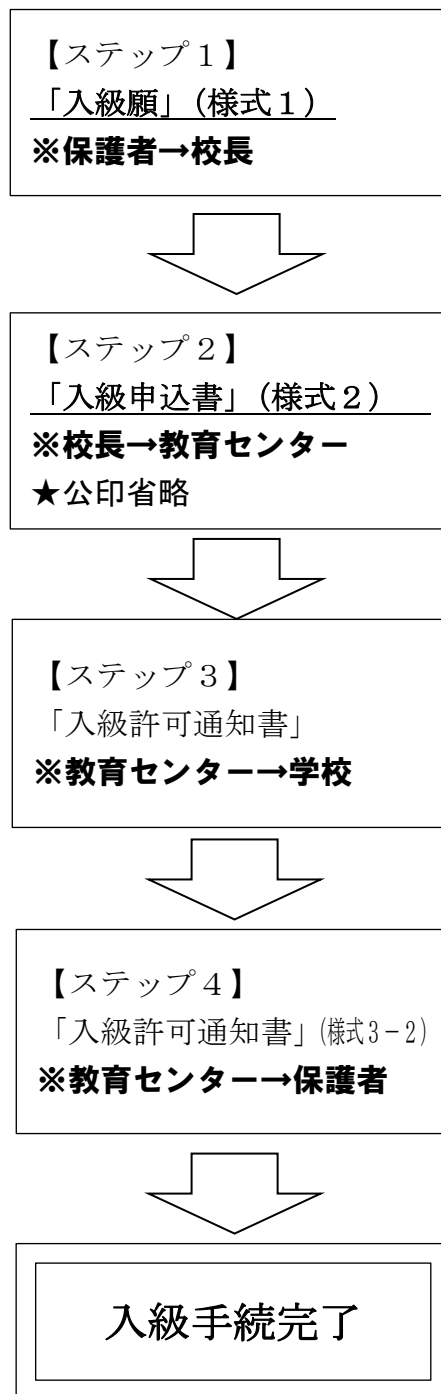 【ステップ１】
「入級願」（様式１）
※保護者→校長
【ステップ２】
「入級申込書」（様式２）
※校長→教育センター
★公印省略
【ステップ３】
「入級許可通知書」
※教育センター→学校
【ステップ４】
「入級許可通知書」（様式３－２）
※教育センター→保護者
入級手続完了